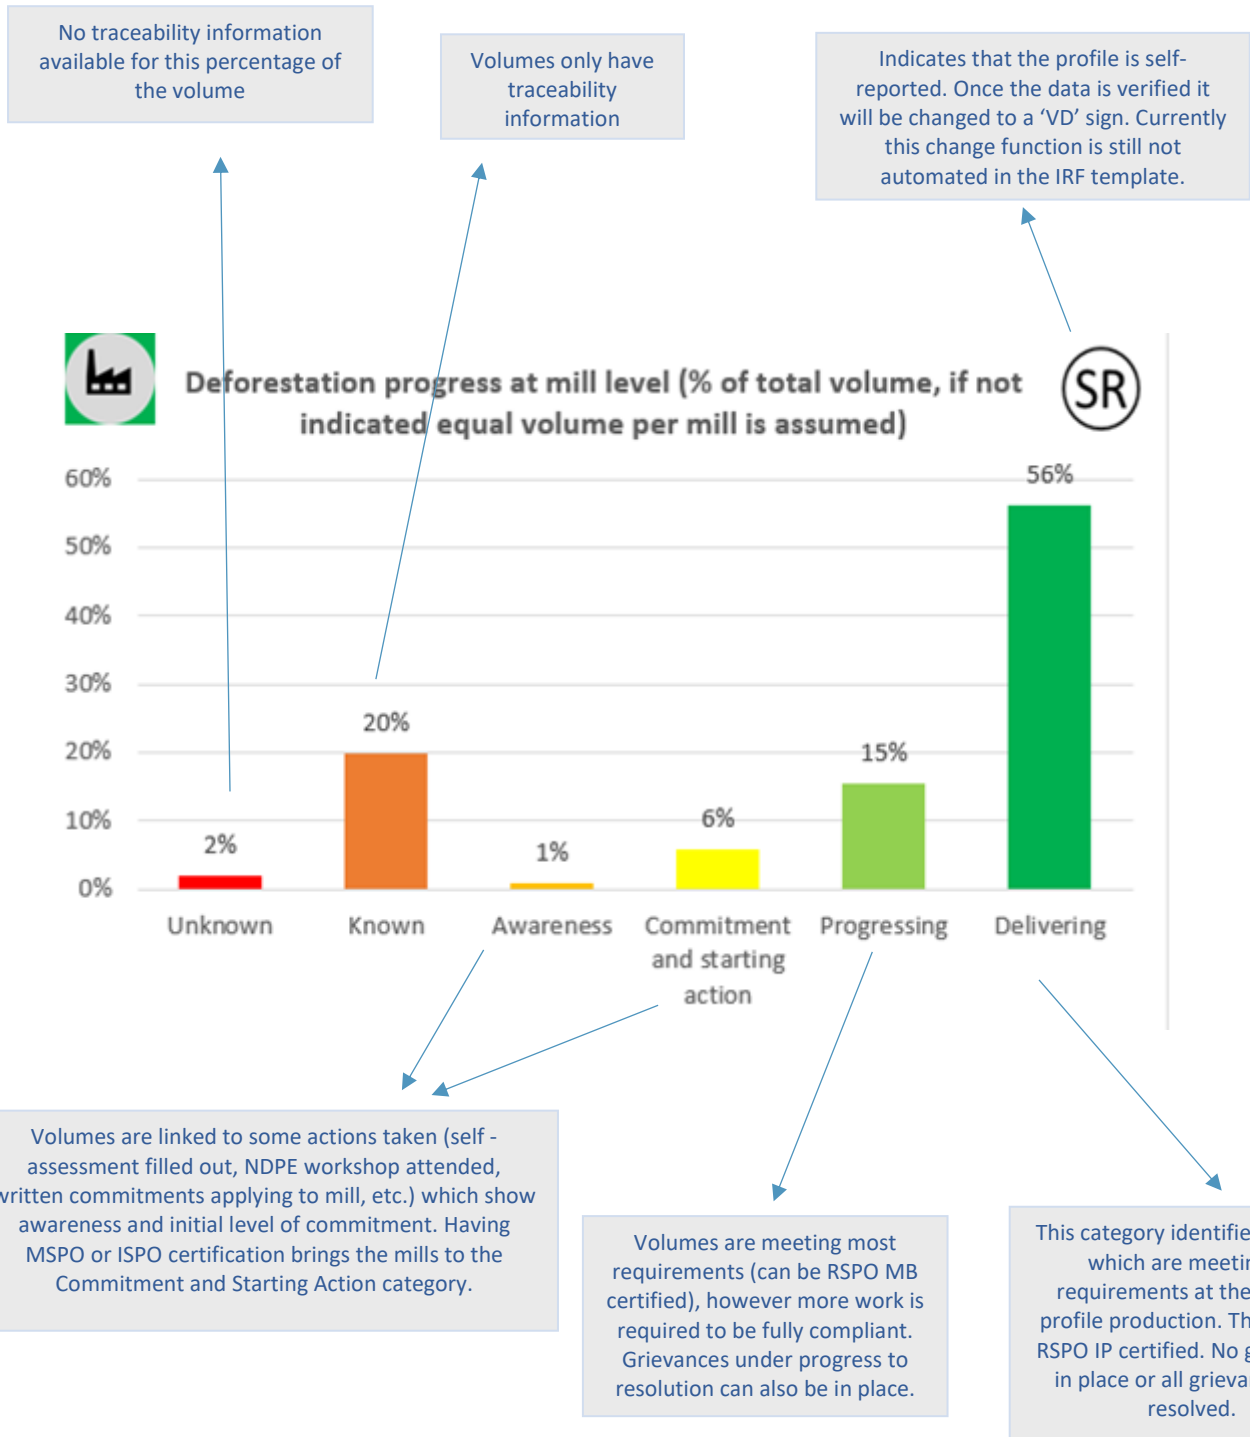 No traceability information
available for this percentage of
the volume
Volumes only have
traceability
information
Indicates that the profile is self-
reported. Once the data is verified it
will be changed to a ‘VD’ sign. Currently
this change function is still not
automated in the IRF template.
Deforestation progress at mill level (% of total volume, if not
indicated equal volume per mill is assumed)
SR
60%
50%
40%
30%
20%
10%
0%
2%
20%
1%
6%
15%
56%
Unknown
Known
Awareness
Commitment
and starting
action
Progressing
Delivering
Volumes are linked to some actions taken (self -
assessment filled out, NDPE workshop attended,
written commitments applying to mill, etc.) which show
awareness and initial level of commitment. Having
MSPO or ISPO certification brings the mills to the
Commitment and Starting Action category.
Volumes are meeting most
requirements (can be RSPO MB
certified), however more work is
required to be fully compliant.
Grievances under progress to
resolution can also be in place.
This category
which are
requirements at the
profile production.
RSPO IP certified. No
in place or all
resolved.